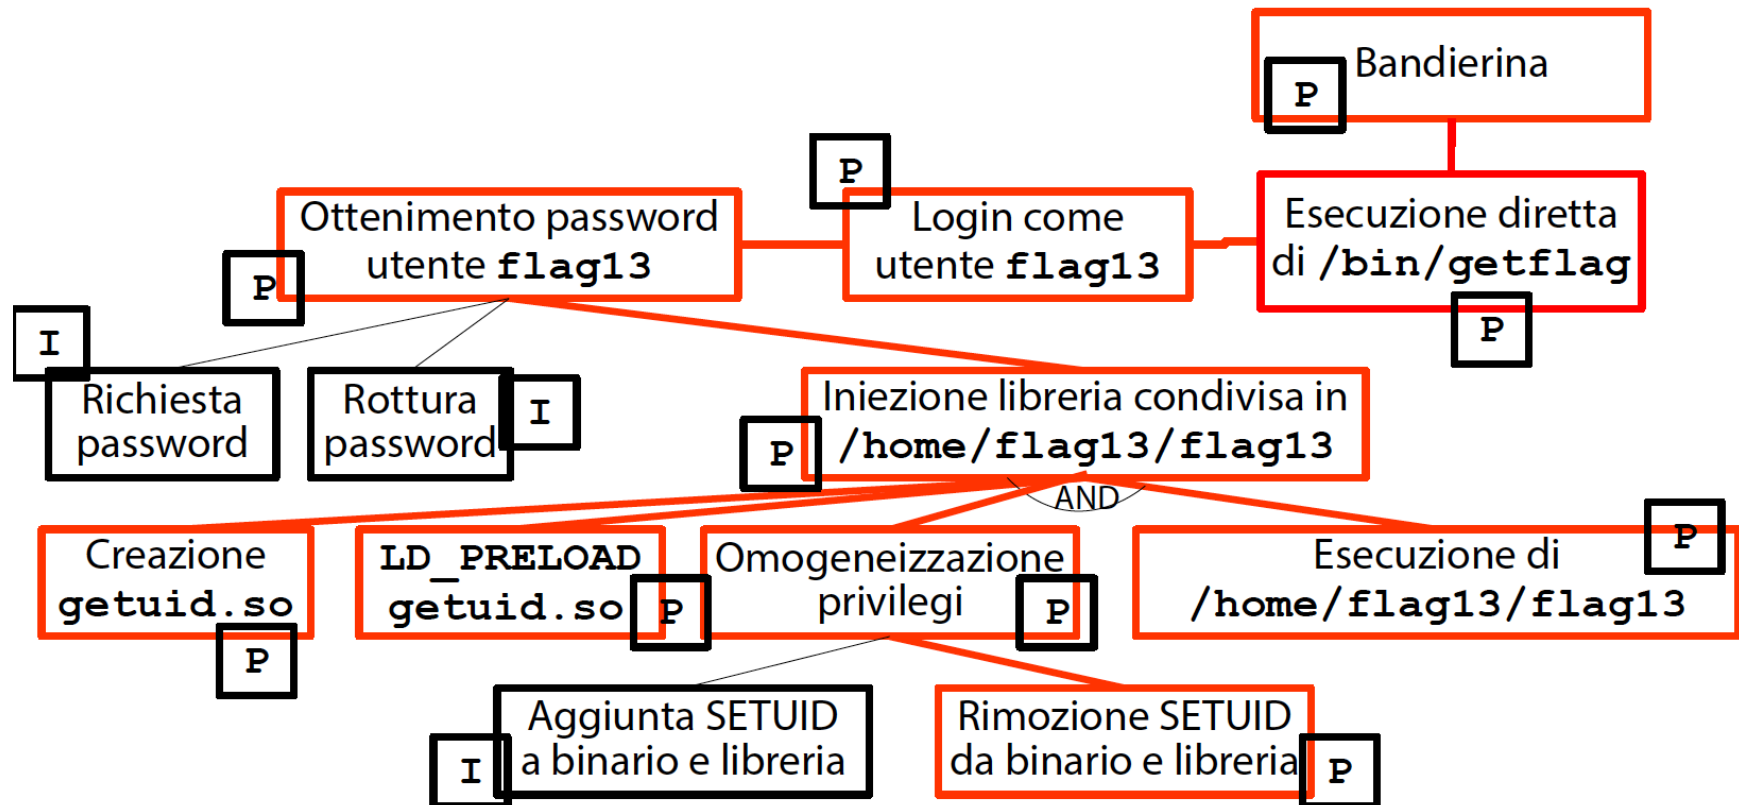 Bandierina
P
P
Ottenimento password
utente flag13
P
Login come
utente flag13
Esecuzione diretta
di /bin/getflag
P
I
Richiesta
password
Rottura
password
I
Iniezione libreria condivisa in
/home/flag13/flag13
P
AND
Creazione
getuid.so
P
LD_PRELOAD
getuid.so
P
Omogeneizzazione
privilegi
P
Esecuzione di
/home/flag13/flag13
P
Aggiunta SETUID
a binario e libreria
I
Rimozione SETUID
da binario e libreria
P